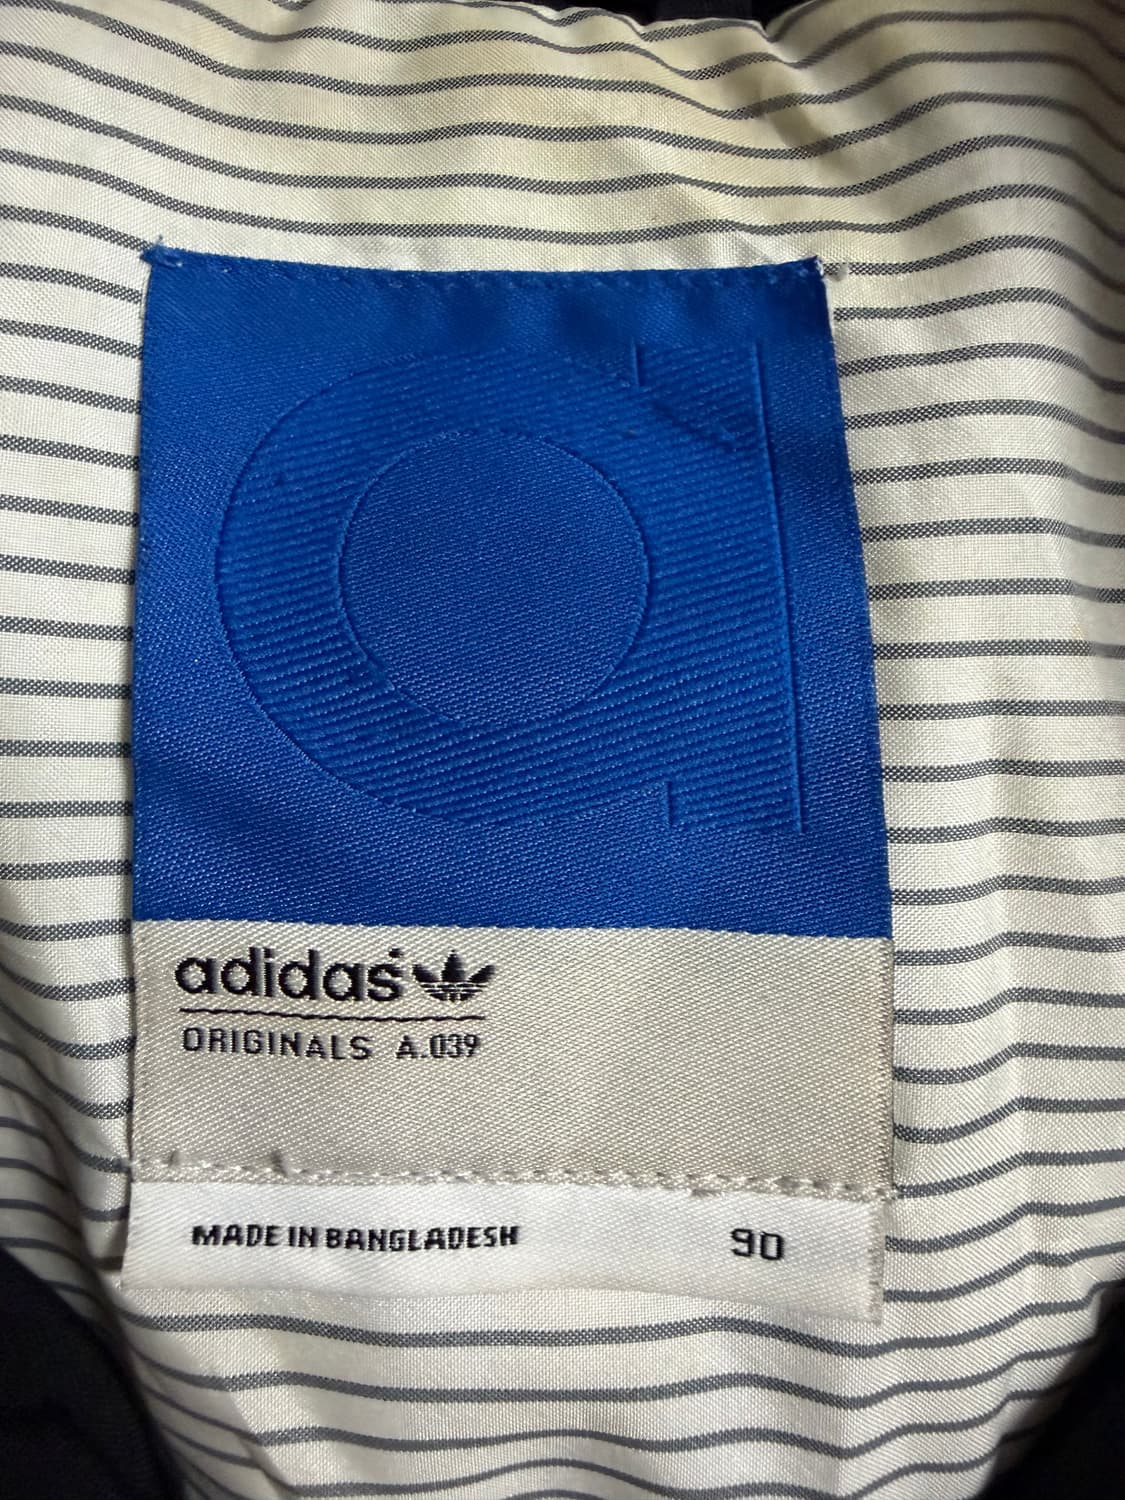 a
adidas
ORIGINALS A.039
MADE IN BANGLADESH 90